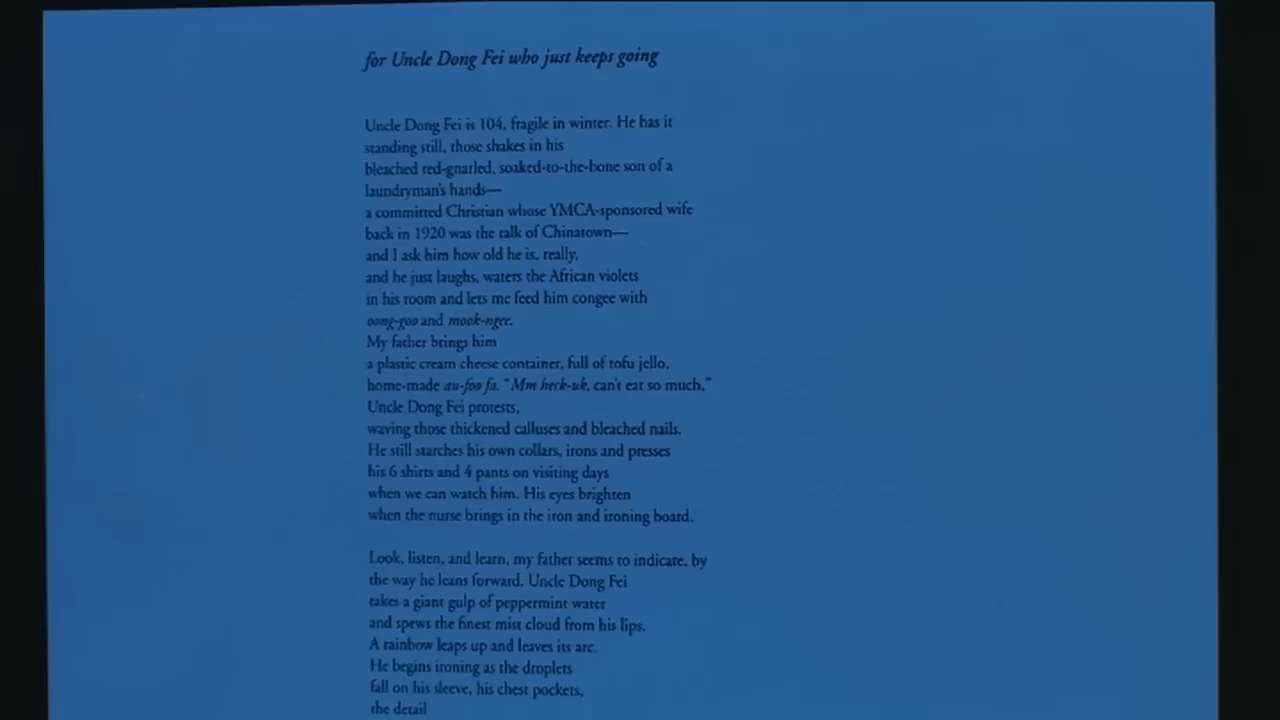 for Uncle Dong Fei who just keeps going
Uncle Dong Fei is 104, fragile in winter. He has it
standing still, those shakes in his
bleached red-gnarled, soaked-to-the-bone son of a
laundryman's hands—
a committed Christian whose YMCA-sponsored wife
back in 1920 was the talk of Chinatown—
and I ask him how old he is, really,
and he just laughs, waters the African violets
in his room and lets me feed him congee with
oong-goo and mook-ngee.
My father brings him
a plastic cream cheese container, full of tofu jello,
home-made au-foo fa. "Mm heck-uk, can't eat so much,"
Uncle Dong Fei protests,
waving those thickened calluses and bleached nails.
He still starches his own collars, irons and presses
his 6 shirts and 4 pants on visiting days
when we can watch him. His eyes brighten
when the nurse brings in the iron and ironing board.
Look, listen, and learn, my father seems to indicate, by
the way he leans forward. Uncle Dong Fei
takes a giant gulp of peppermint water
and spews the finest mist cloud from his lips.
A rainbow leaps up and leaves its arc.
He begins ironing as the droplets
fall on his sleeve, his chest pockets,
the detail